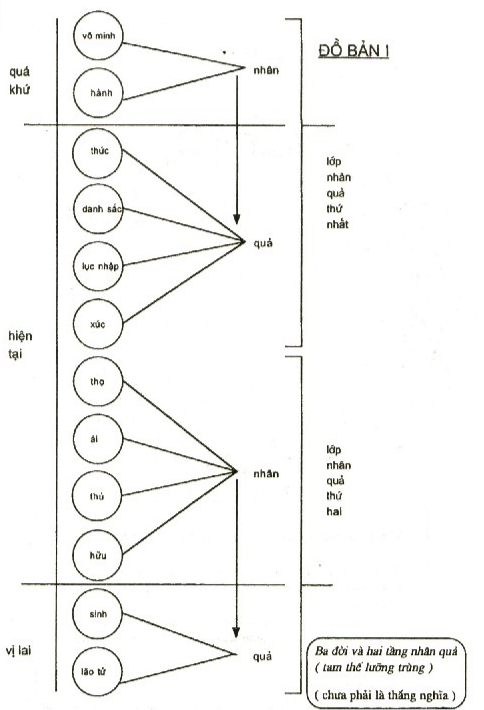 ĐỒ BẢN I
quá
khứ
vô minh
hành
nhân
thức
danh sắc
lục nhập
xúc
quả
lớp
nhân
quả
thứ
nhất
hiện
tại
thọ
ái
thủ
hữu
nhân
lớp
nhân
quả
thứ
hai
vị lai
sinh
lão tử
quả
Ba đời và hai tầng nhân quả
( tam thế lưỡng trùng )
( chưa phải là thắng nghĩa )